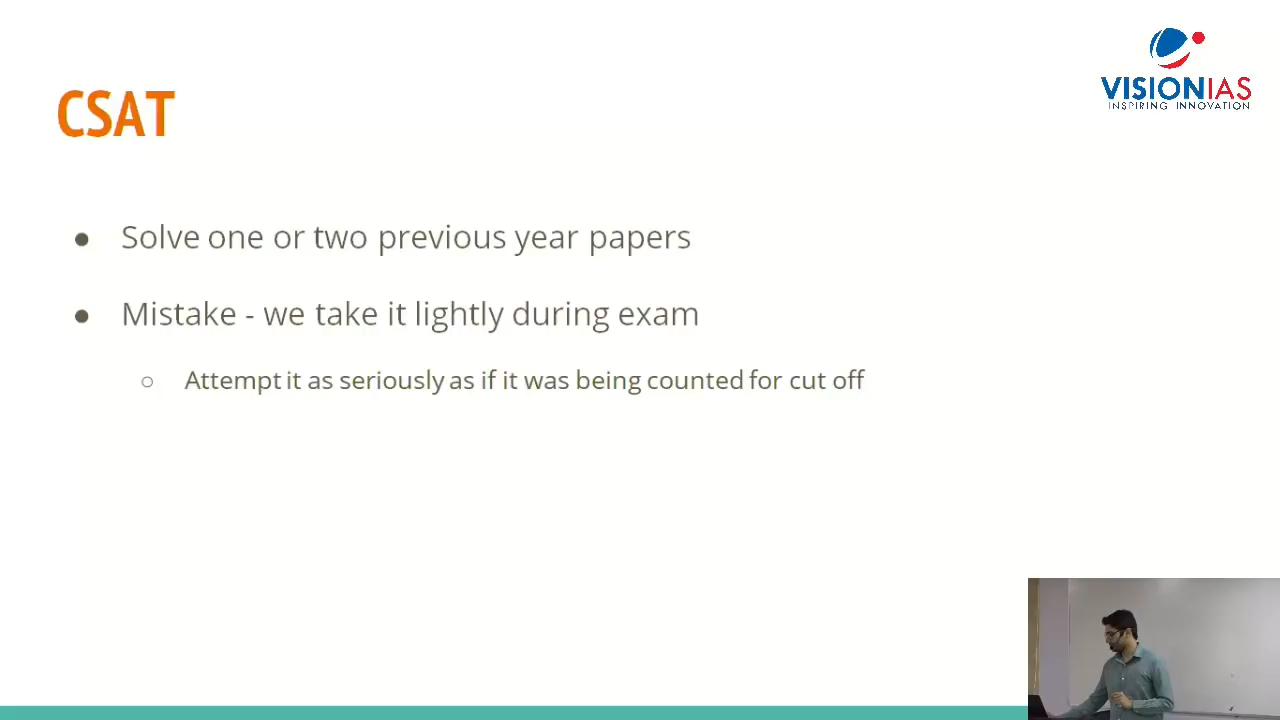 VISIONIAS
INSPIRING INNOVATION
CSAT
● Solve one or two previous year papers
● Mistake - we take it lightly during exam
○ Attempt it as seriously as if it was being counted for cut off